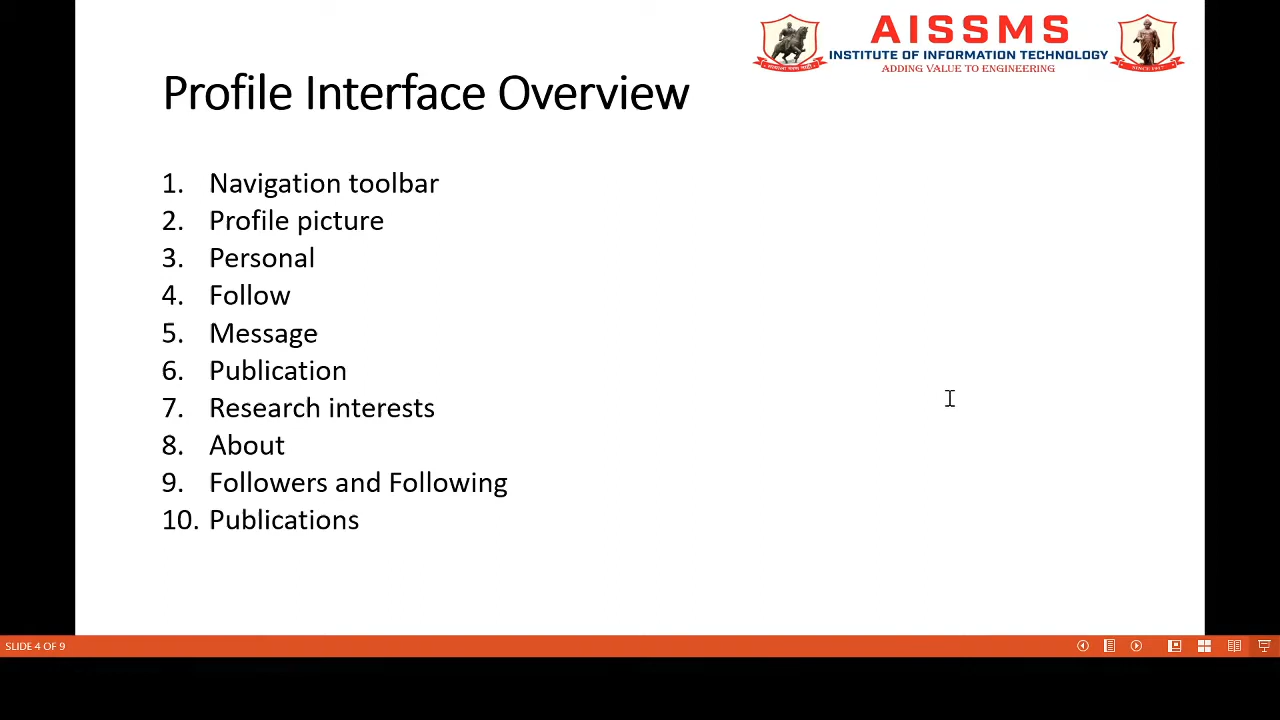 AISSMS
INSTITUTE OF INFORMATION TECHNOLOGY
ADDING VALUE TO ENGINEERING
Profile Interface Overview
1. Navigation toolbar
2. Profile picture
3. Personal
4. Follow
5. Message
6. Publication
7. Research interests
8. About
9. Followers and Following
10. Publications
SLIDE 4 OF 9